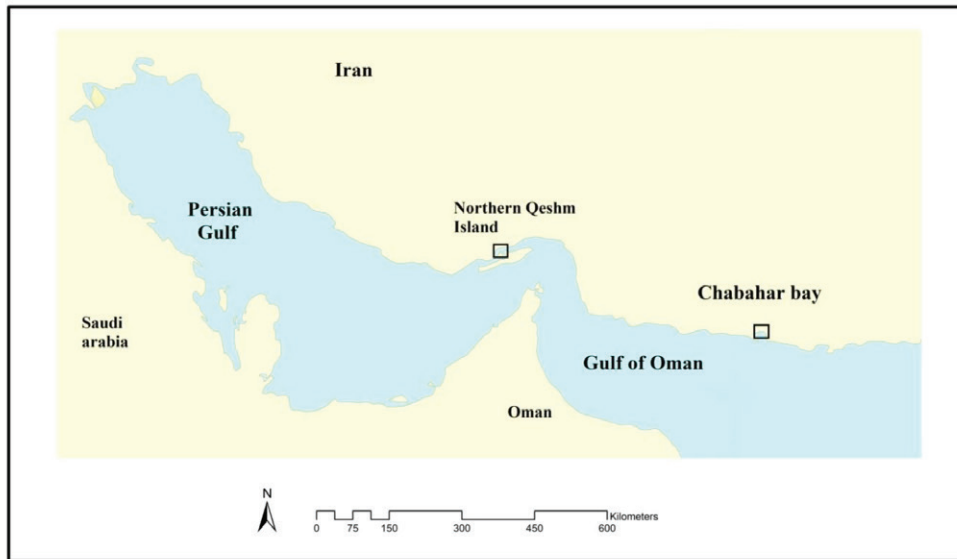 Iran
Northern Qeshm
Island
Persian
Gulf
Chabahar bay
Saudi
arabia
Gulf of Oman
Oman
N
Kilometers
0 75 150 300 450 600